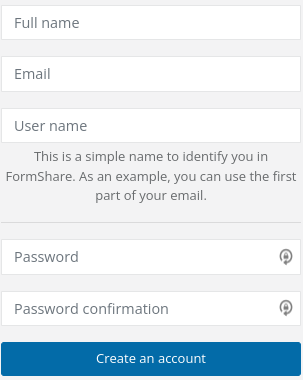 Full name
Email
User name
This is a simple name to identify you in
FormShare. As an example, you can use the first
part of your email.
Password
Password confirmation
Create an account